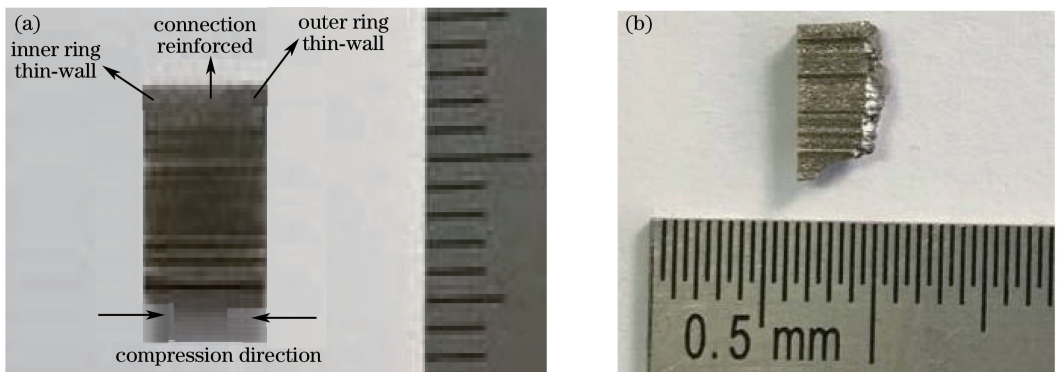 (a)
connection
reinforced
outer ring
thin-wall
inner ring
thin-wall
compression direction
(b)
0.5 mm